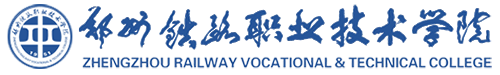 郑州铁路职业技术学院
ZHENGZHOU RAILWAY VOCATIONAL & TECHNICAL COLLEGE